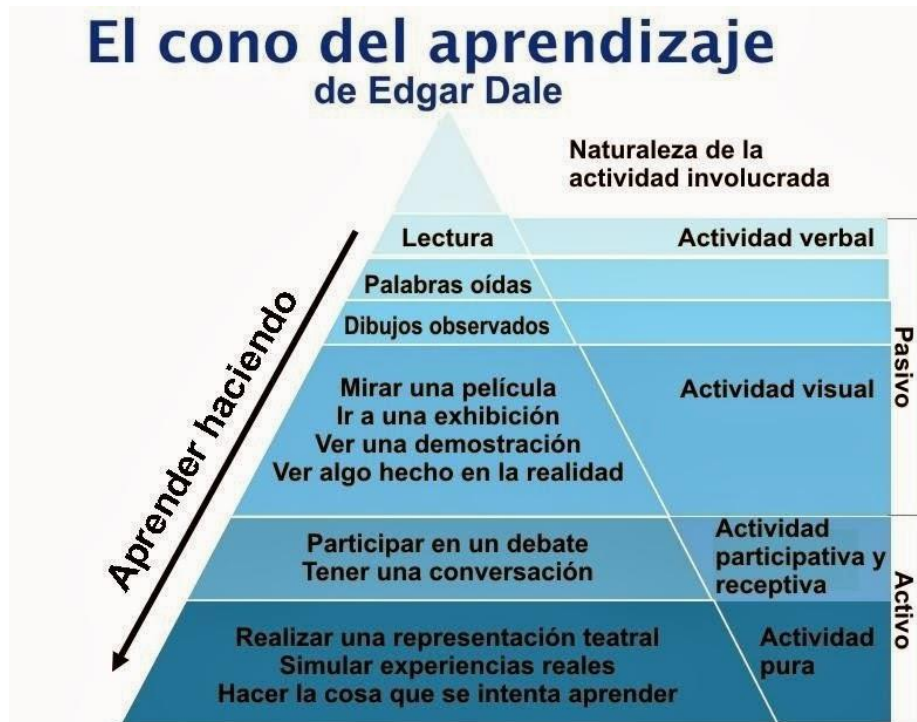 El cono del aprendizaje
de Edgar Dale
Naturaleza de la
actividad involucrada
Lectura
Actividad verbal
Palabras oídas
Dibujos observados
Mirar una película
Ir a una exhibición
Ver una demostración
Ver algo hecho en la realidad
Actividad visual
Pasivo
Participar en un debate
Tener una conversación
Actividad
participativa y
receptiva
Realizar una representación teatral
Simular experiencias reales
Hacer la cosa que se intenta aprender
Actividad
pura
Activo
Aprender haciendo